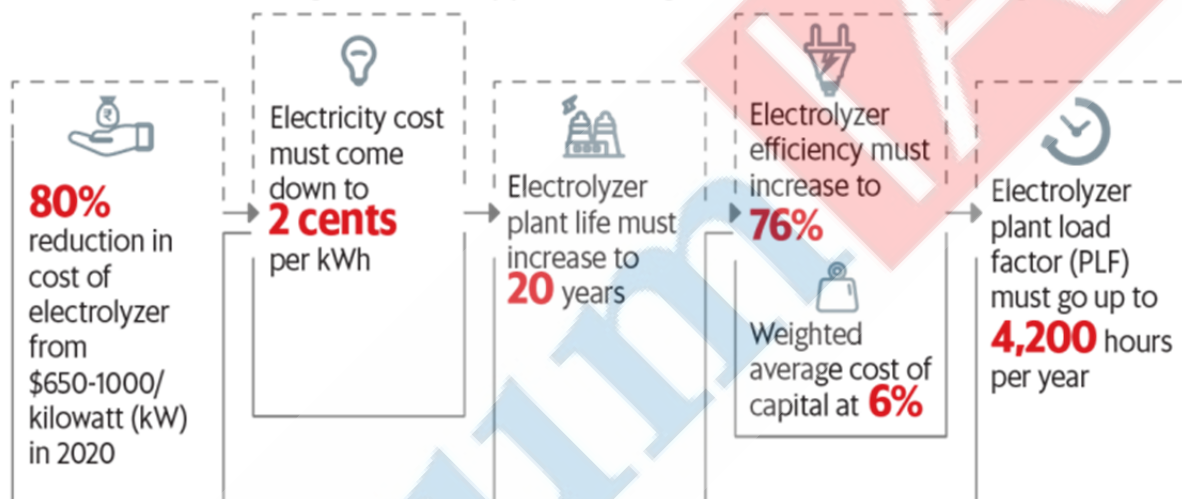 80%
reduction in
cost of
electrolyzer
from
$650-1000/
kilowatt (kW)
in 2020
Electricity cost
must come
down to
2 cents
per kWh
Electrolyzer
plant life must
increase to
20 years
Electrolyzer
efficiency must
increase to
76%
Weighted
average cost of
capital at 6%
Electrolyzer
plant load
factor (PLF)
must go up to
4,200 hours
per year